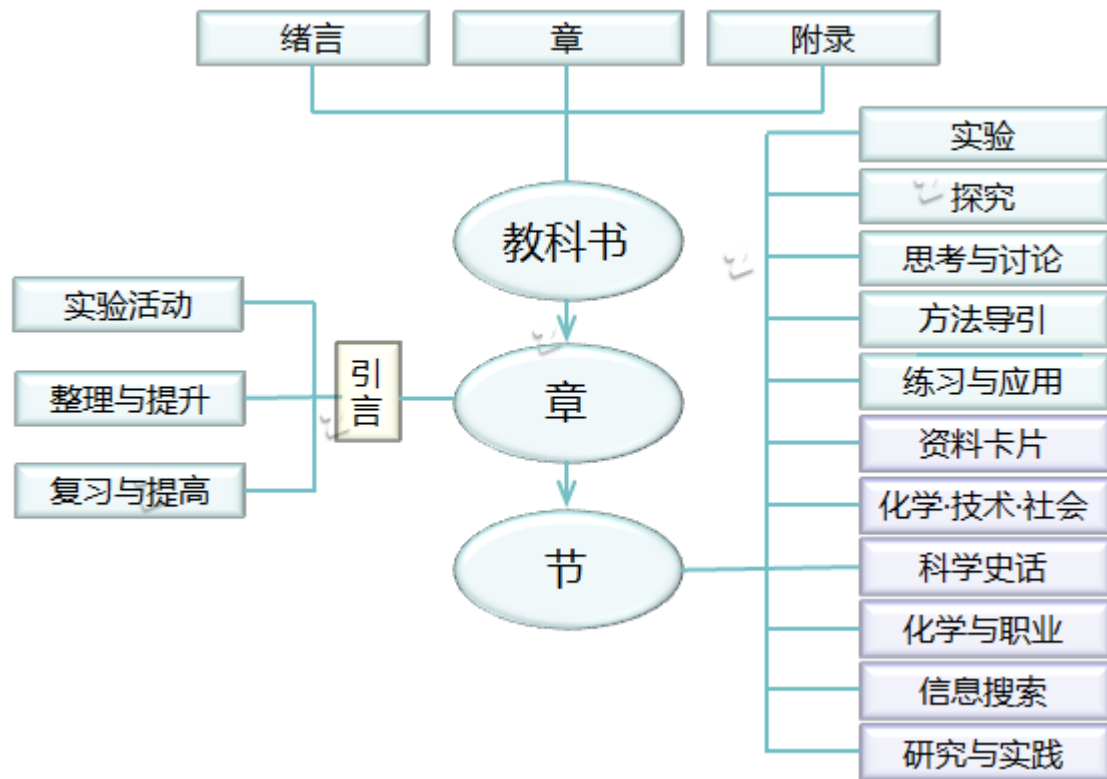 绪言
章
附录
教科书
章
节
引言
实验活动
整理与提升
复习与提高
实验
探究
思考与讨论
方法导引
练习与应用
资料卡片
化学·技术·社会
科学史话
化学与职业
信息搜索
研究与实践